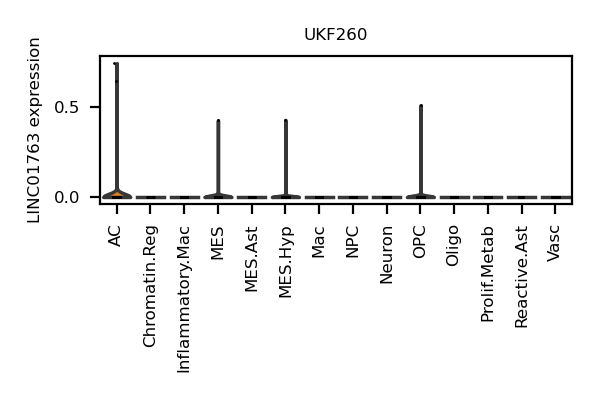 UKF260
LINC01763 expression
0.5
0.0
AC
Chromatin.Reg
Inflammatory.Mac
MES
MES.Ast
MES.Hyp
Mac
NPC
Neuron
OPC
Oligo
Prolif.Metab
Reactive.Ast
Vasc